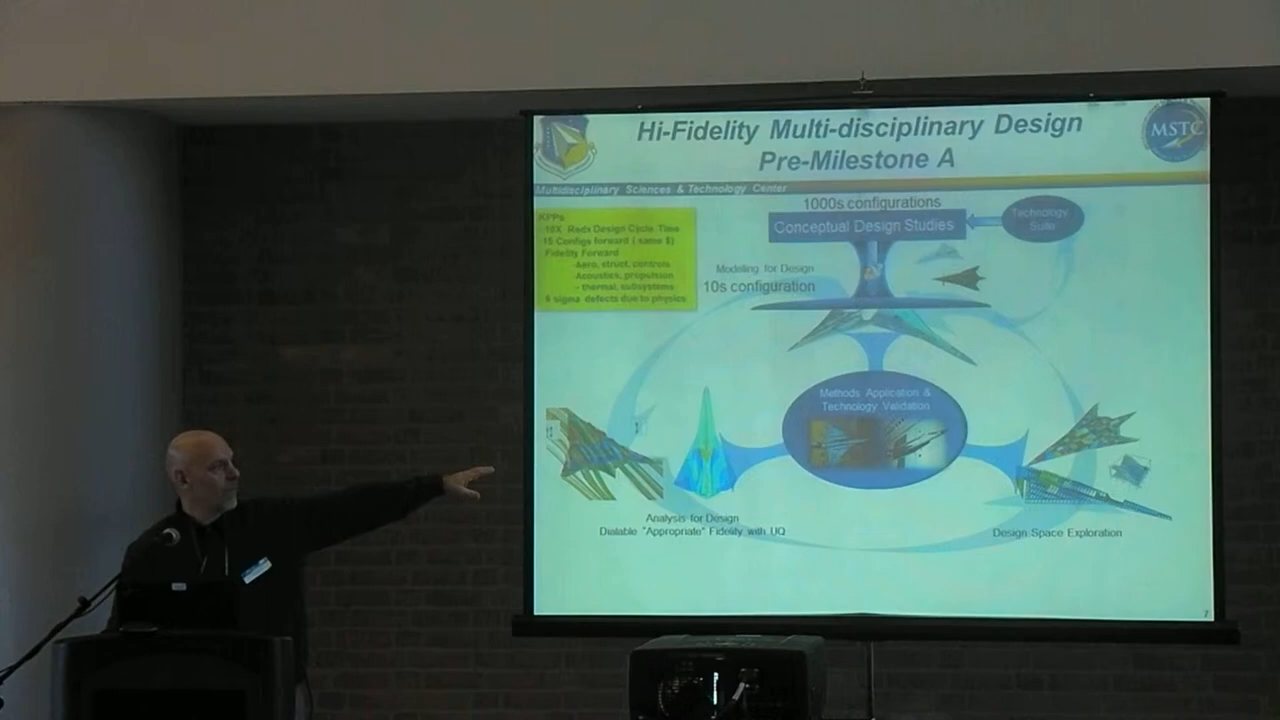 Hi-Fidelity Multi-disciplinary Design
Pre-Milestone A
MSTC
Multidisciplinary Sciences & Technology Center
1000s configurations
Conceptual Design Studies
Technology
Suite
KPPs
10X Redx Design Cycle Time
15 Configs forward ( same $)
Fidelity Forward
-Aero, struct, controls
Acoustics, propulsion
- thermal, subsystems
6 sigma defects due to physics
Modeling for Design
10s configuration
Methods Application &
Technology Validation
Analysis for Design
Dialable "Appropriate" Fidelity with UQ
Design Space Exploration
7